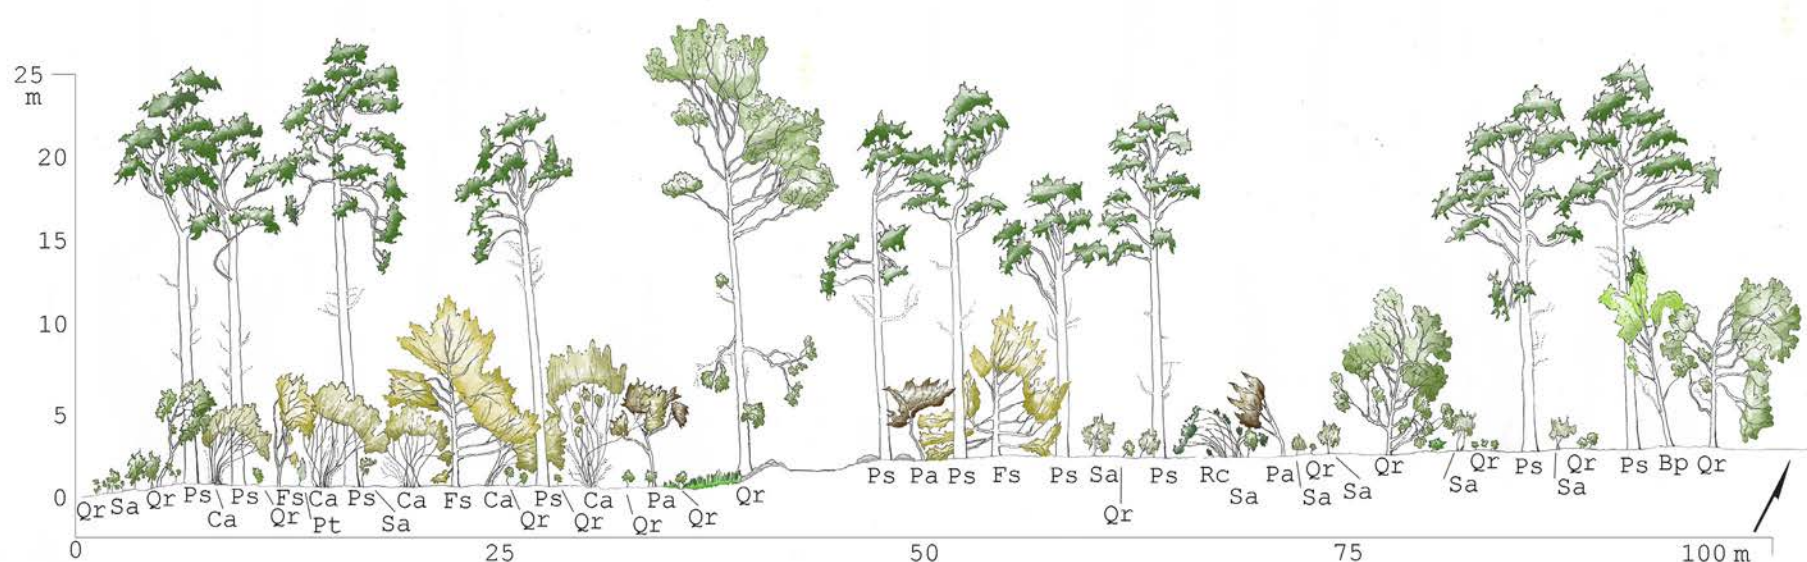 25
m
20
15
10
5
0
Qr Sa Qr Ps Ca Ps Qr Fs Ca Pt Ps Sa Ca Fs Ca Qr Ps Qr Ca Qr Pa Qr Qr
Ps Pa Ps Fs Ps Sa Qr Ps Rc Sa Pa Sa Qr Sa Qr Sa Qr Ps Sa Qr Ps Bp Qr
0 25 50 75 100 m